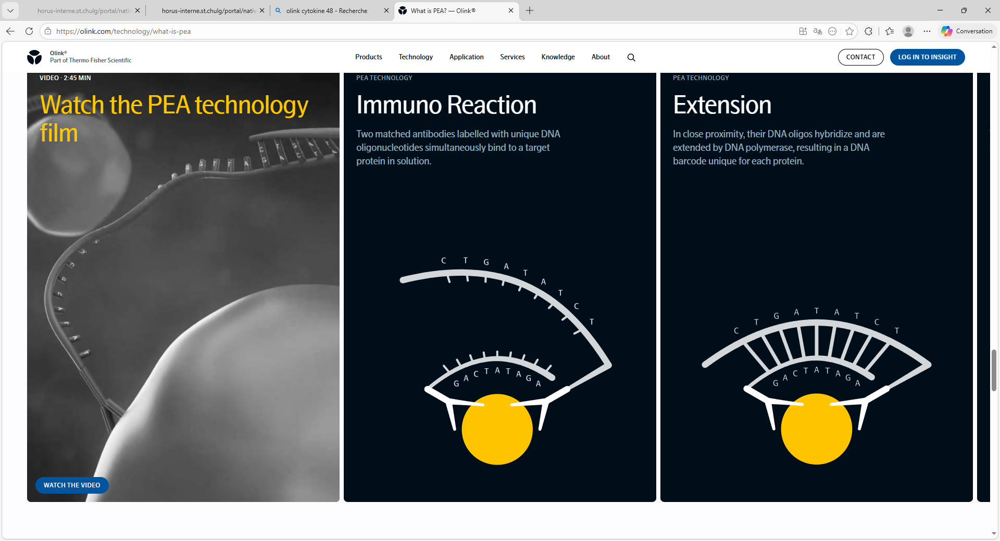 horus-interne.st.chulg/portal/nativ
horus-interne.st.chulg/portal/nativ
olink cytokine 48 - Recherche
What is PEA? — Olink®
https://olink.com/technology/what-is-pea
Conversation
Olink®
Part of Thermo Fisher Scientific
Products
Technology
Application
Services
Knowledge
About
CONTACT
LOG IN TO INSIGHT
VIDEO · 2:45 MIN
Watch the PEA technology
film
WATCH THE VIDEO
PEA TECHNOLOGY
Immuno Reaction
Two matched antibodies labelled with unique DNA
oligonucleotides simultaneously bind to a target
protein in solution.
C T G A T A T C T
G A C T A T A G A
PEA TECHNOLOGY
Extension
In close proximity, their DNA oligos hybridize and are
extended by DNA polymerase, resulting in a DNA
barcode unique for each protein.
C T G A T A T C T
G A C T A T A G A